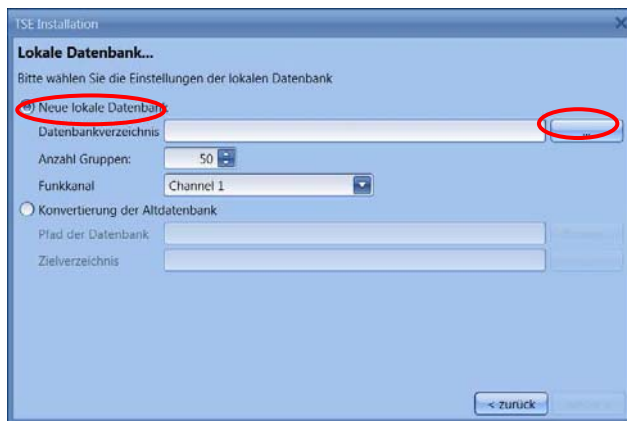 TSE Installation
Lokale Datenbank...
Bitte wählen Sie die Einstellungen der lokalen Datenbank
Neue lokale Datenbank
Datenbankverzeichnis ...
Anzahl Gruppen: 50
Funkkanal Channel 1
Konvertierung der Altdatenbank
Pfad der Datenbank
Zielverzeichnis
< zurück